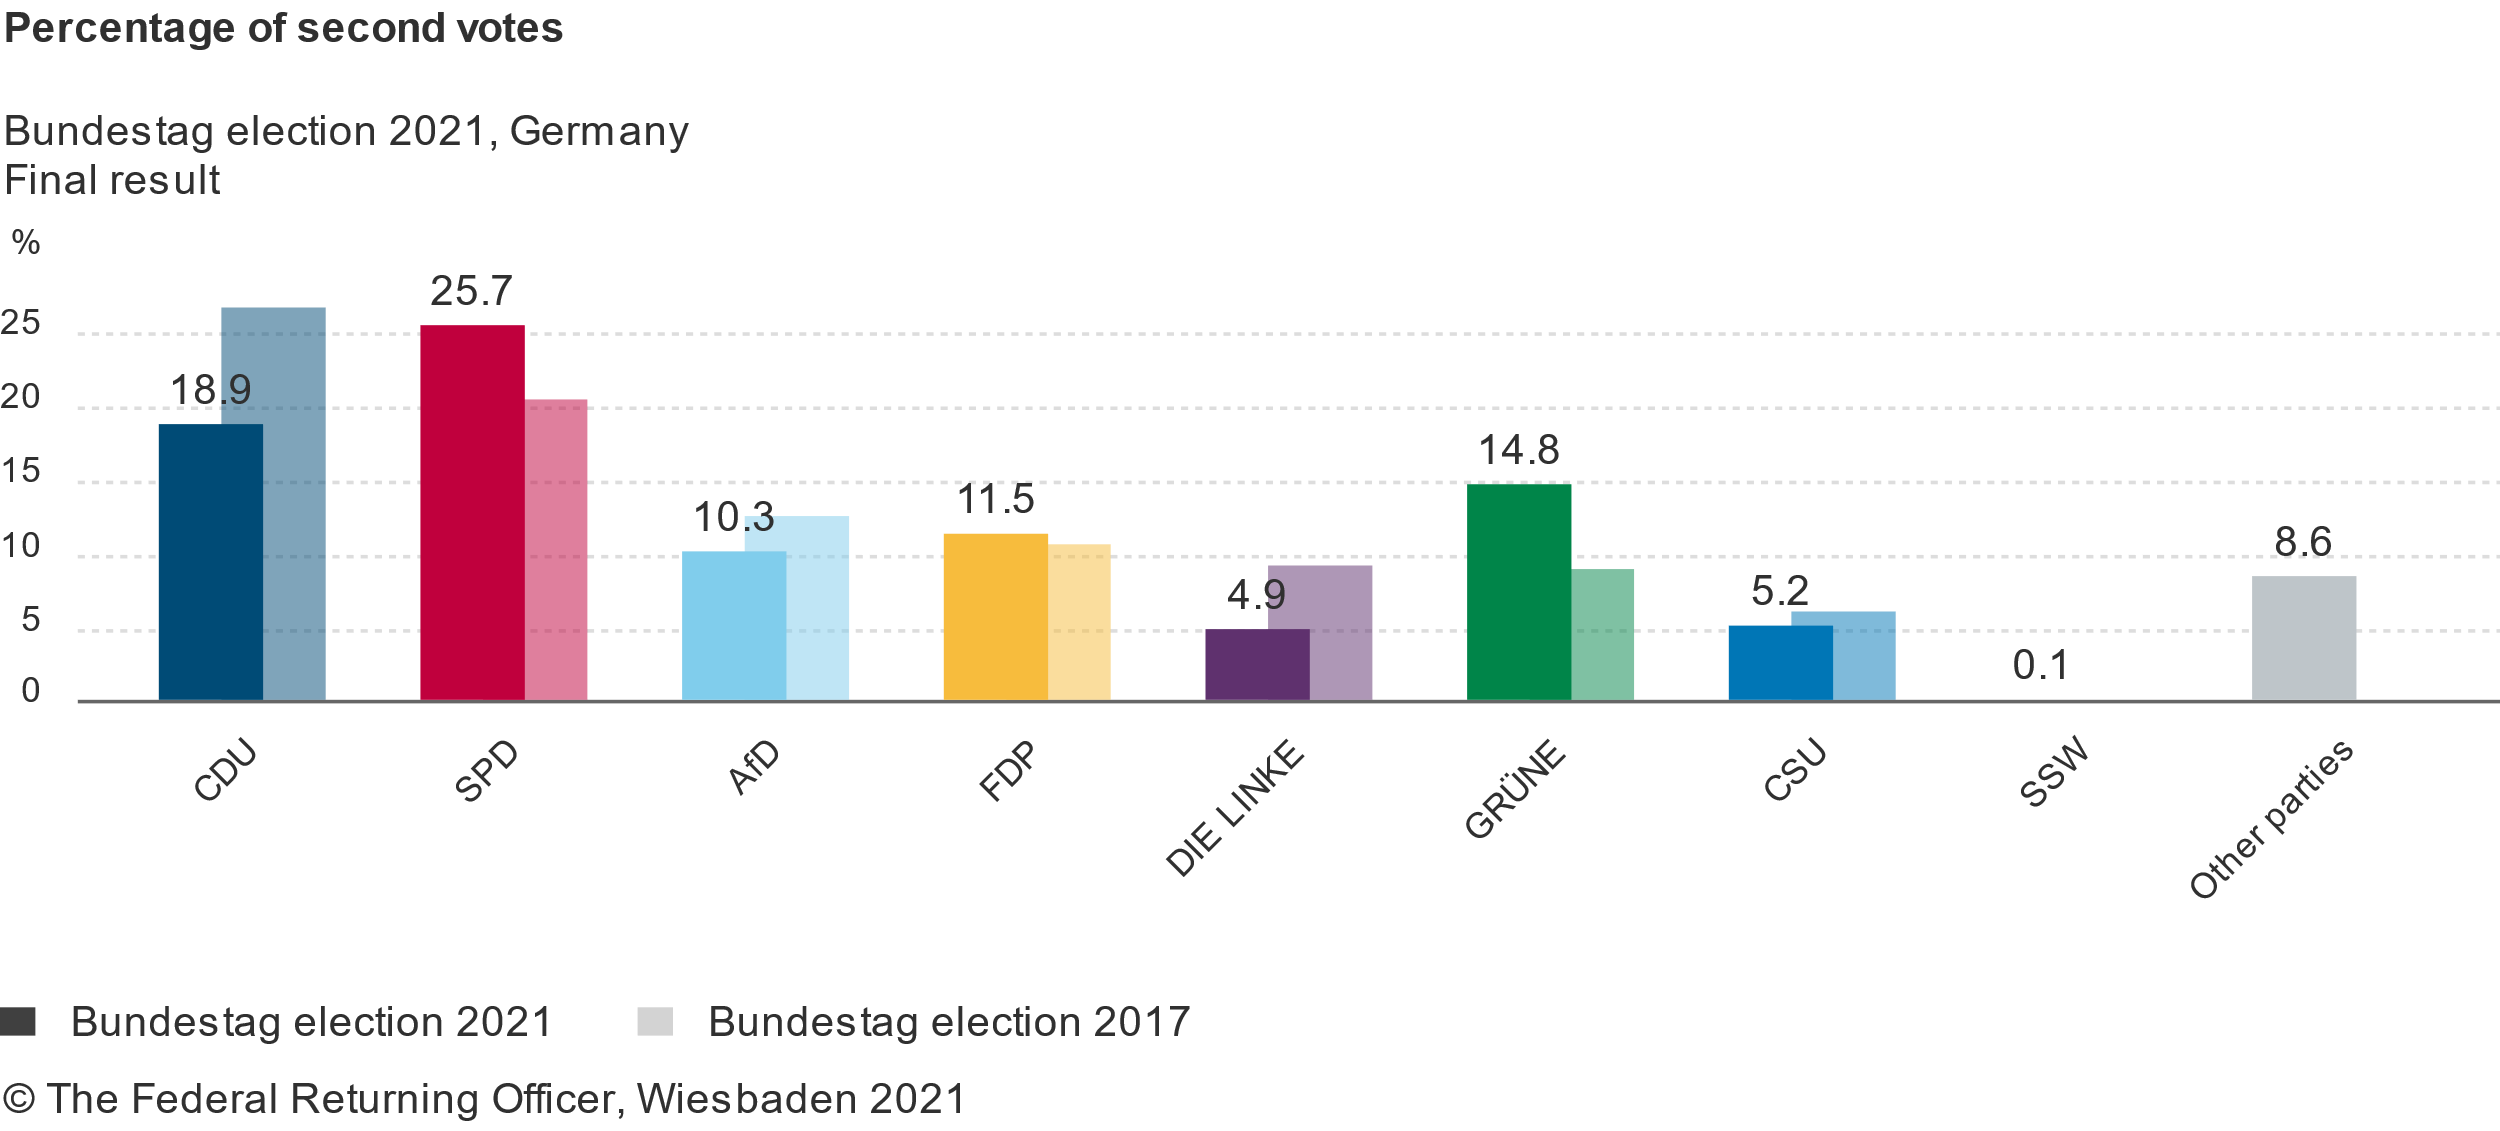 Percentage of second votes
Bundestag election 2021, Germany
Final result
%
25
20
15
10
5
0
18.9
25.7
10.3
11.5
4.9
14.8
5.2
0.1
8.6
CDU
SPD
AfD
FDP
DIE LINKE
GRÜNE
CSU
SSW
Other parties
Bundestag election 2021
Bundestag election 2017
© The Federal Returning Officer, Wiesbaden 2021